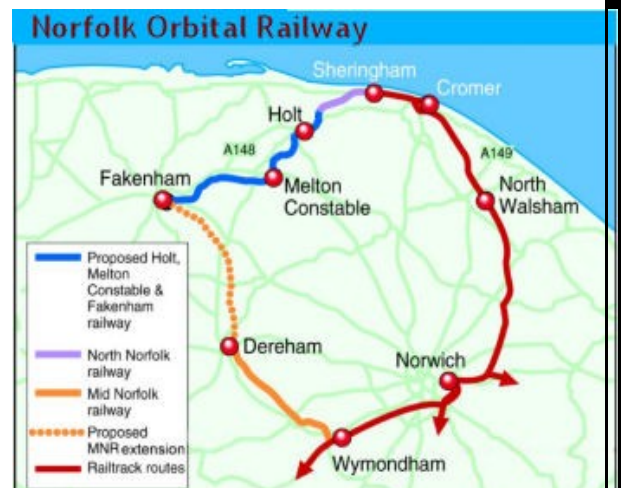 Norfolk Orbital Railway
Sheringham
Cromer
Holt
A148
A149
Fakenham
Melton
Constable
North
Walsham
Proposed Holt,
Melton
Constable &
Fakenham
railway
North Norfolk
railway
Mid Norfolk
railway
Proposed
MNR extension
Railtrack routes
Dereham
Norwich
Wymondham